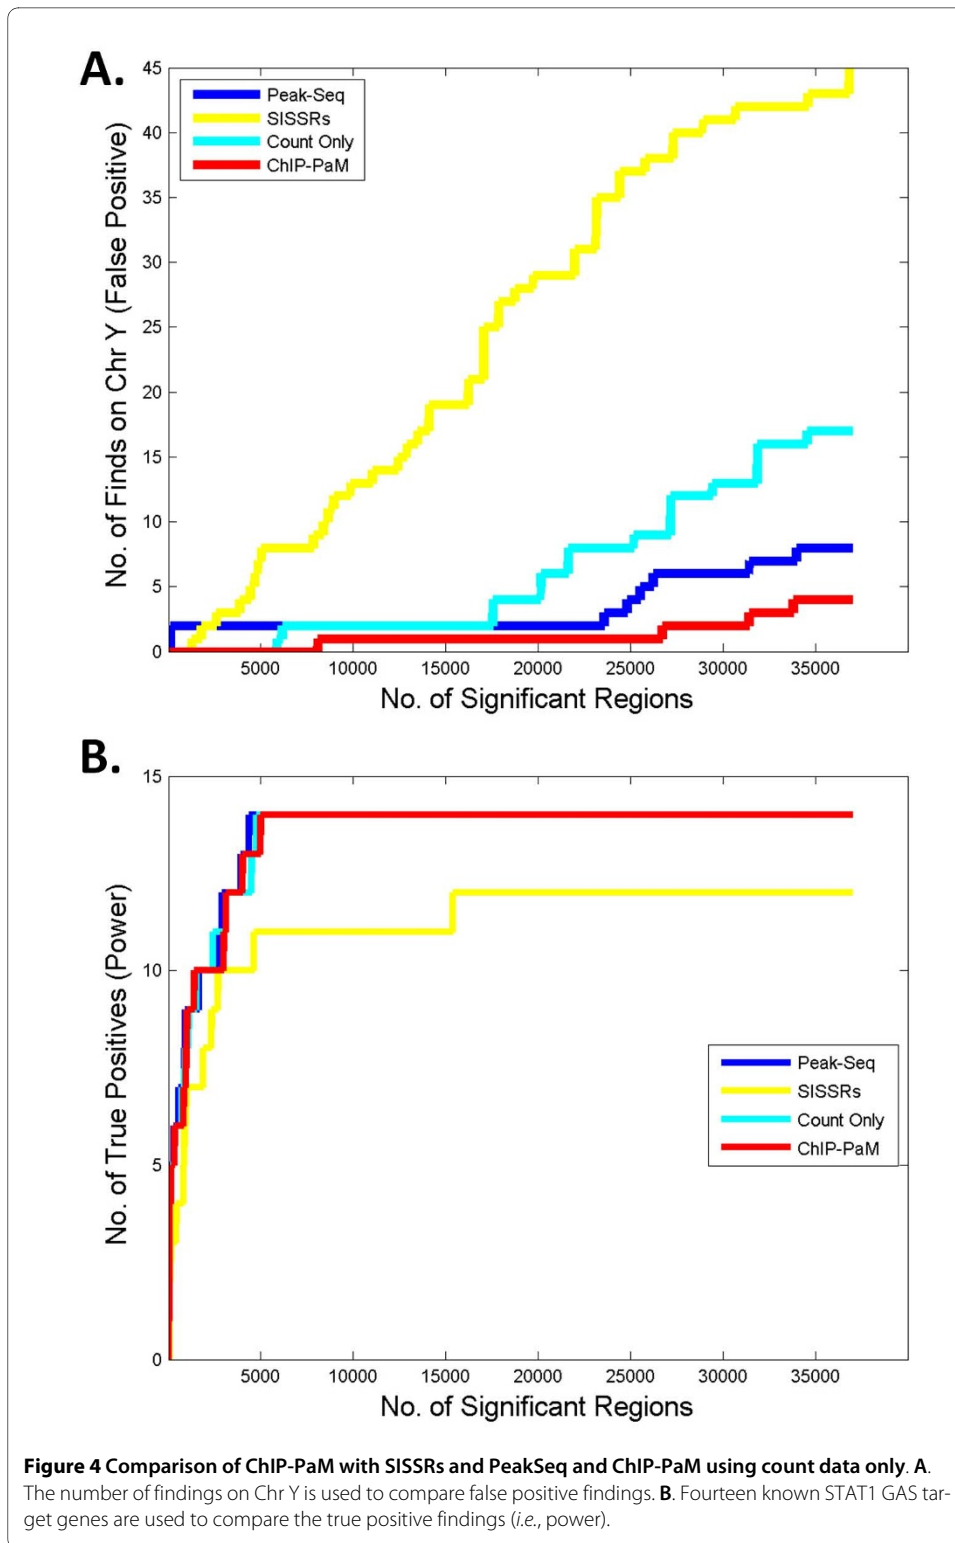 A.
45
40
35
30
25
20
15
10
5
0
No. of Finds on Chr Y (False Positive)
Peak-Seq
SISSRs
Count Only
ChIP-PaM
5000 10000 15000 20000 25000 30000 35000
No. of Significant Regions
B.
15
10
5
0
No. of True Positives (Power)
Peak-Seq
SISSRs
Count Only
ChIP-PaM
5000 10000 15000 20000 25000 30000 35000
No. of Significant Regions
Figure 4 Comparison of ChIP-PaM with SISSRs and PeakSeq and ChIP-PaM using count data only. A.
The number of findings on Chr Y is used to compare false positive findings. B. Fourteen known STAT1 GAS tar-
get genes are used to compare the true positive findings (i.e., power).